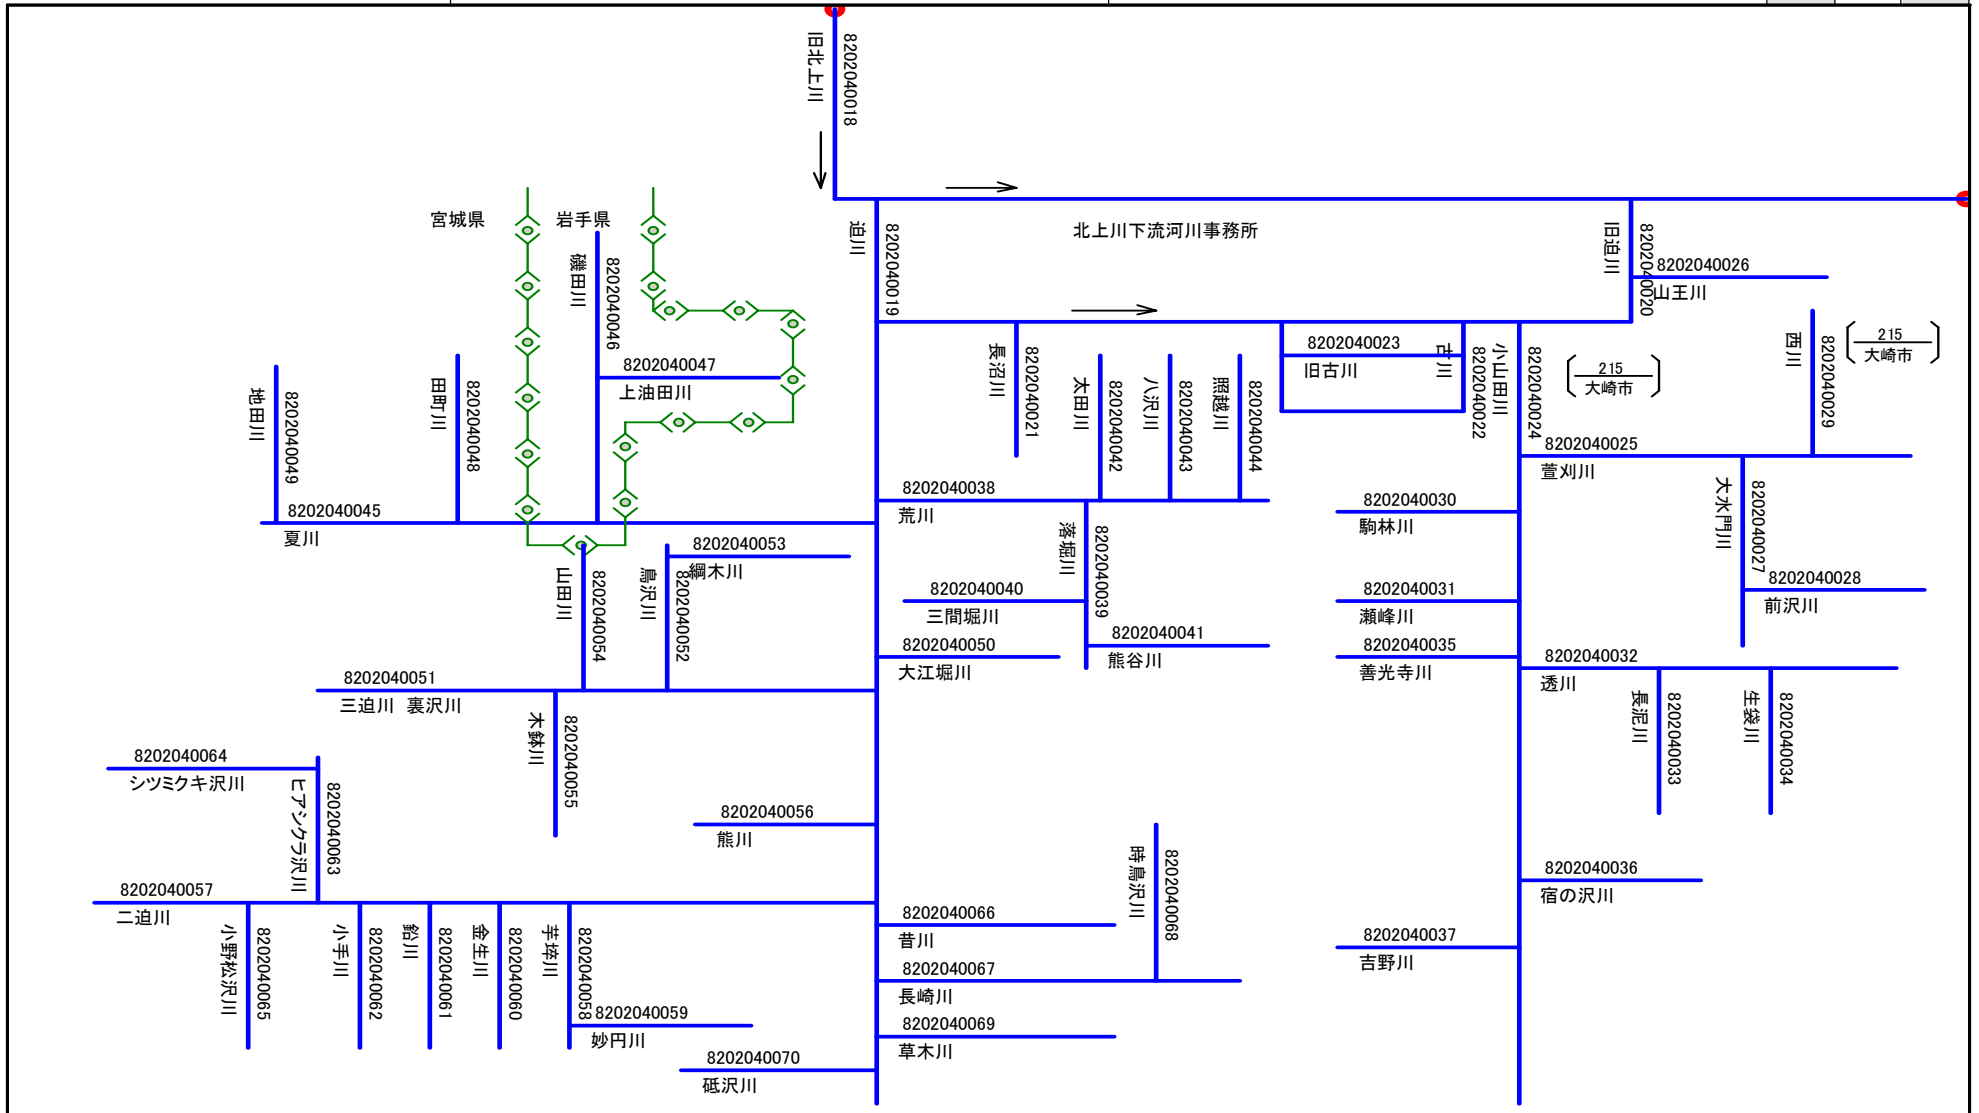 旧北上川
8202040018
宮城県
岩手県
北上川下流河川事務所
迫川
8202040019
旧迫川
8202040020
8202040026
山王川
磯田川
8202040046
8202040047
上油田川
地田川
8202040049
田町川
8202040048
8202040045
夏川
長沼川
8202040021
太田川
8202040042
八沢川
8202040043
照越川
8202040044
8202040023
旧古川
古川
8202040022
小山田川
8202040024
215
大崎市
西川
8202040029
215
大崎市
8202040025
萱刈川
大水門川
8202040027
8202040028
前沢川
8202040038
荒川
落堀川
8202040039
8202040040
三間堀川
8202040041
熊谷川
8202040050
大江堀川
8202040030
駒林川
8202040031
瀬峰川
8202040035
善光寺川
8202040032
透川
長泥川
8202040033
生袋川
8202040034
8202040036
宿の沢川
8202040037
吉野川
8202040053
綱木川
鳥沢川
8202040052
山田川
8202040054
8202040051
三迫川 裏沢川
木鉢川
8202040055
8202040056
熊川
8202040064
シツミクキ沢川
ヒアシクラ沢川
8202040063
8202040057
二迫川
小野松沢川
8202040065
小手川
8202040062
鉛川
8202040061
金生川
8202040060
芋埣川
8202040058
8202040059
妙円川
8202040070
砥沢川
8202040066
昔川
8202040067
長崎川
時鳥沢川
8202040068
8202040069
草木川